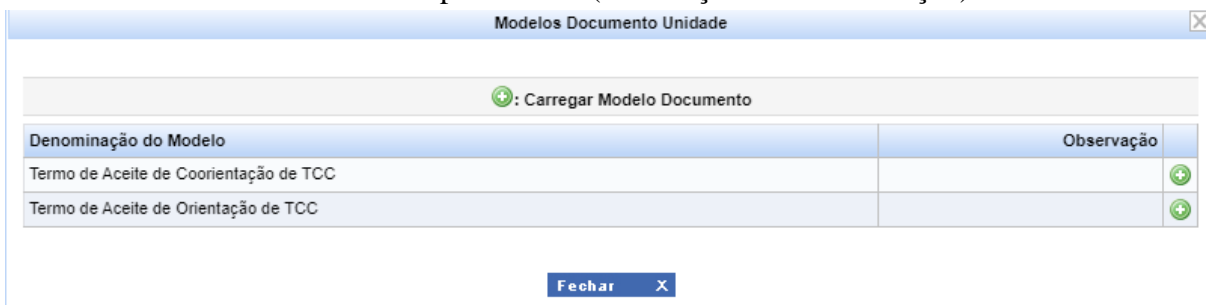 Modelos Documento Unidade
: Carregar Modelo Documento
Denominação do Modelo Observação
Termo de Aceite de Coorientação de TCC
Termo de Aceite de Orientação de TCC
Fechar X